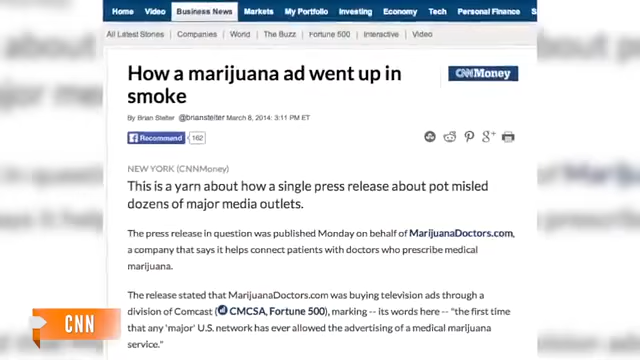 Home Video Business News Markets My Portfolio Investing Economy Tech Personal Finance
All Latest Stories Companies World The Buzz Fortune 500 Interactive Video
How a marijuana ad went up in
smoke
CNNMoney
By Brian Stelter @brianstelter March 8, 2014: 3:11 PM ET
Recommend 162
NEW YORK (CNNMoney)
This is a yarn about how a single press release about pot misled
dozens of major media outlets.
The press release in question was published Monday on behalf of MarijuanaDoctors.com,
a company that says it helps connect patients with doctors who prescribe medical
marijuana.
The release stated that MarijuanaDoctors.com was buying television ads through a
division of Comcast (CMCSA, Fortune 500), marking -- its words here -- "the first time
that any 'major' U.S. network has ever allowed the advertising of a medical marijuana
service."
CNN